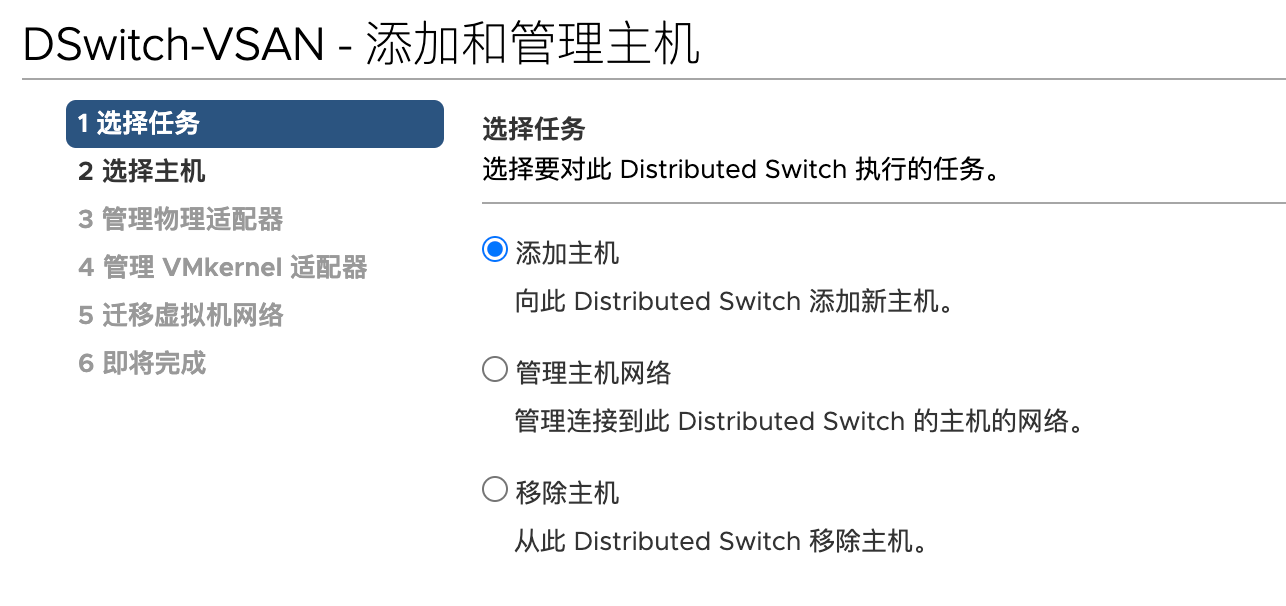 DSwitch-VSAN - 添加和管理主机
1 选择任务
2 选择主机
3 管理物理适配器
4 管理 VMkernel 适配器
5 迁移虚拟机网络
6 即将完成
选择任务
选择要对此 Distributed Switch 执行的任务。
添加主机
向此 Distributed Switch 添加新主机。
管理主机网络
管理连接到此 Distributed Switch 的主机的网络。
移除主机
从此 Distributed Switch 移除主机。